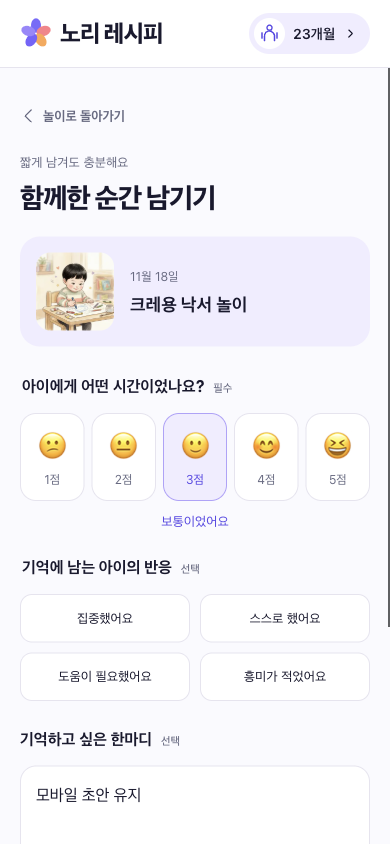 노리 레시피
23개월
놀이로 돌아가기
짧게 남겨도 충분해요
함께한 순간 남기기
11월 18일
크레용 낙서 놀이
아이에게 어떤 시간이었나요? 필수
1점 2점 3점 4점 5점
보통이었어요
기억에 남는 아이의 반응 선택
집중했어요 스스로 했어요
도움이 필요했어요 흥미가 적었어요
기억하고 싶은 한마디 선택
모바일 초안 유지